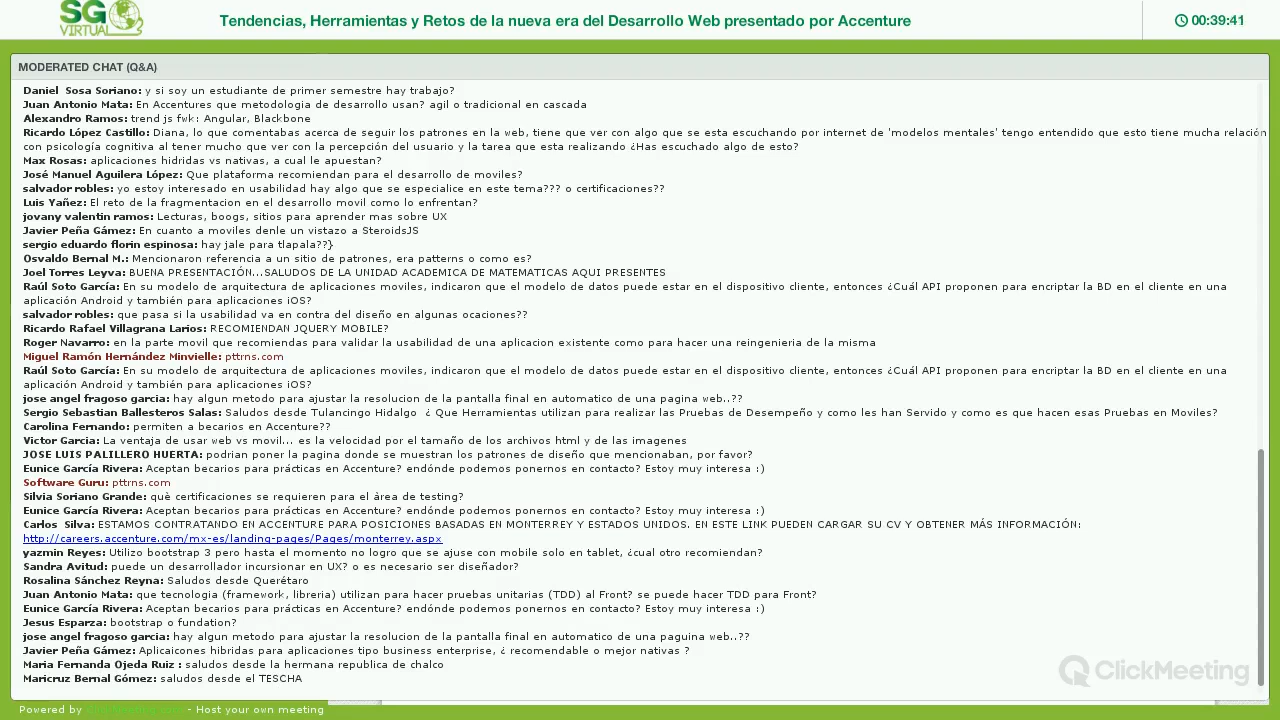 SG
VIRTUAL
Tendencias, Herramientas y Retos de la nueva era del Desarrollo Web presentado por Accenture
00:39:41
MODERATED CHAT (Q&A)
Daniel Sosa Soriano: y si soy un estudiante de primer semestre hay trabajo?
Juan Antonio Mata: En Accentures que metodologia de desarrollo usan? agil o tradicional en cascada
Alexandro Ramos: trend js fwk: Angular, Blackbone
Ricardo López Castillo: Diana, lo que comentabas acerca de seguir los patrones en la web, tiene que ver con algo que se esta escuchando por internet de 'modelos mentales' tengo entendido que esto tiene mucha relación
con psicología cognitiva al tener mucho que ver con la percepción del usuario y la tarea que esta realizando ¿Has escuchado algo de esto?
Max Rosas: aplicaciones hidridas vs nativas, a cual le apuestan?
José Manuel Aguilera López: Que plataforma recomiendan para el desarrollo de moviles?
salvador robles: yo estoy interesado en usabilidad hay algo que se especialice en este tema??? o certificaciones??
Luis Yañez: El reto de la fragmentacion en el desarrollo movil como lo enfrentan?
jovany valentin ramos: Lecturas, boogs, sitios para aprender mas sobre UX
Javier Peña Gámez: En cuanto a moviles denle un vistazo a SteroidsJS
sergio eduardo florin espinosa: hay jale para tlapala??}
Osvaldo Bernal M.: Mencionaron referencia a un sitio de patrones, era patterns o como es?
Joel Torres Leyva: BUENA PRESENTACIÓN...SALUDOS DE LA UNIDAD ACADEMICA DE MATEMATICAS AQUI PRESENTES
Raúl Soto García: En su modelo de arquitectura de aplicaciones moviles, indicaron que el modelo de datos puede estar en el dispositivo cliente, entonces ¿Cuál API proponen para encriptar la BD en el cliente en una
aplicación Android y también para aplicaciones iOS?
salvador robles: que pasa si la usabilidad va en contra del diseño en algunas ocaciones??
Ricardo Rafael Villagrana Larios: RECOMIENDAN JQUERY MOBILE?
Roger Navarro: en la parte movil que recomiendas para validar la usabilidad de una aplicacion existente como para hacer una reingenieria de la misma
Miguel Ramón Hernández Minvielle: pttrns.com
Raúl Soto García: En su modelo de arquitectura de aplicaciones moviles, indicaron que el modelo de datos puede estar en el dispositivo cliente, entonces ¿Cuál API proponen para encriptar la BD en el cliente en una
aplicación Android y también para aplicaciones iOS?
jose angel fragoso garcia: hay algun metodo para ajustar la resolucion de la pantalla final en automatico de una pagina web..??
Sergio Sebastian Ballesteros Salas: Saludos desde Tulancingo Hidalgo ¿ Que Herramientas utilizan para realizar las Pruebas de Desempeño y como les han Servido y como es que hacen esas Pruebas en Moviles?
Carolina Fernando: permiten a becarios en Accenture??
Victor Garcia: La ventaja de usar web vs movil... es la velocidad por el tamaño de los archivos html y de las imagenes
JOSE LUIS PALILLERO HUERTA: podrian poner la pagina donde se muestran los patrones de diseño que mencionaban, por favor?
Eunice García Rivera: Aceptan becarios para prácticas en Accenture? endónde podemos ponernos en contacto? Estoy muy interesa :)
Software Guru: pttrns.com
Silvia Soriano Grande: què certificaciones se requieren para el área de testing?
Eunice García Rivera: Aceptan becarios para prácticas en Accenture? endónde podemos ponernos en contacto? Estoy muy interesa :)
Carlos Silva: ESTAMOS CONTRATANDO EN ACCENTURE PARA POSICIONES BASADAS EN MONTERREY Y ESTADOS UNIDOS. EN ESTE LINK PUEDEN CARGAR SU CV Y OBTENER MÁS INFORMACIÓN:
http://careers.accenture.com/mx-es/landing-pages/Pages/monterrey.aspx
yazmin Reyes: Utilizo bootstrap 3 pero hasta el momento no logro que se ajuse con mobile solo en tablet, ¿cual otro recomiendan?
Sandra Avitud: puede un desarrollador incursionar en UX? o es necesario ser diseñador?
Rosalina Sánchez Reyna: Saludos desde Querétaro
Juan Antonio Mata: que tecnologia (framework, libreria) utilizan para hacer pruebas unitarias (TDD) al Front? se puede hacer TDD para Front?
Eunice García Rivera: Aceptan becarios para prácticas en Accenture? endónde podemos ponernos en contacto? Estoy muy interesa :)
Jesus Esparza: bootstrap o fundation?
jose angel fragoso garcia: hay algun metodo para ajustar la resolucion de la pantalla final en automatico de una paguina web..??
Javier Peña Gámez: Aplicaicones hibridas para aplicaciones tipo business enterprise, ¿ recomendable o mejor nativas ?
Maria Fernanda Ojeda Ruiz : saludos desde la hermana republica de chalco
Maricruz Bernal Gómez: saludos desde el TESCHA
ClickMeeting
Powered by - Host your own meeting